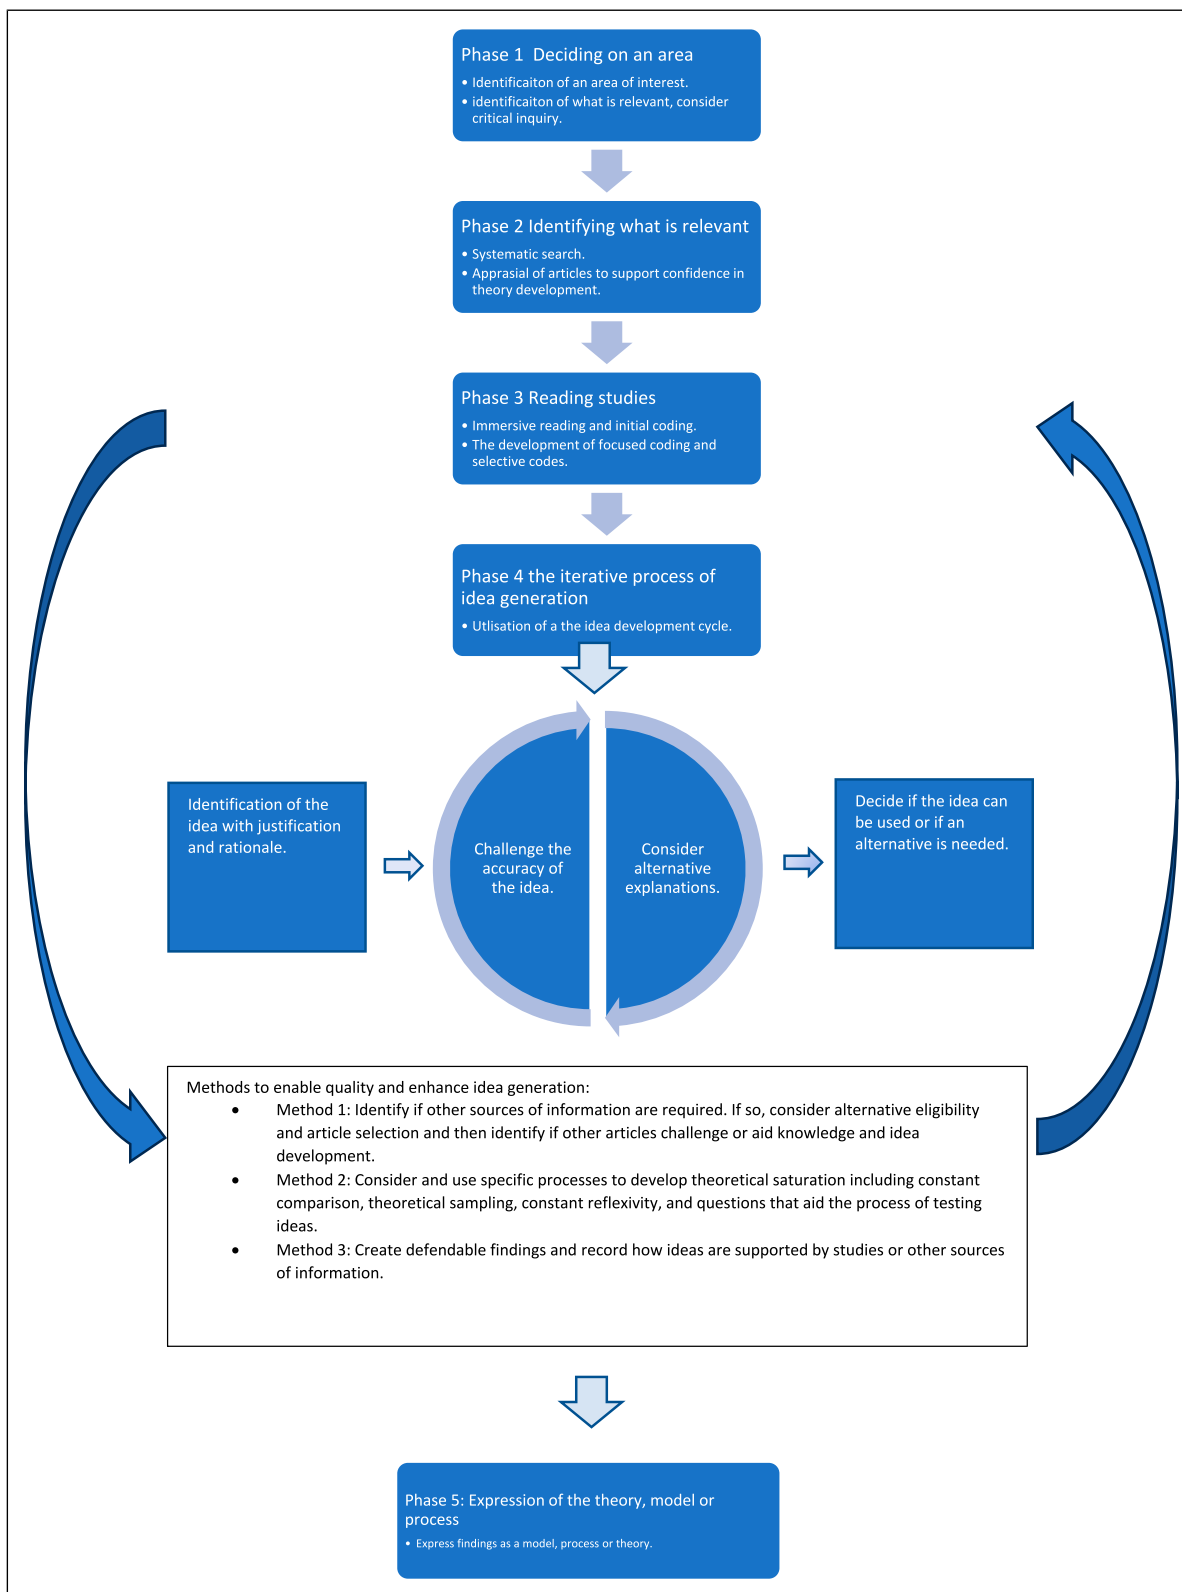 Phase 1  Deciding on an area
• Identificaiton of an area of interest.
• identificaiton of what is relevant, consider
critical inquiry.
Phase 2 Identifying what is relevant
• Systematic search.
• Apprasial of articles to support confidence in
theory development.
Phase 3 Reading studies
• Immersive reading and initial coding.
• The development of focused coding and
selective codes.
Phase 4 the iterative process of
idea generation
• Utlisation of a the idea development cycle.
Identification of the
idea with justification
and rationale.
Challenge the
accuracy of
the idea.
Consider
alternative
explanations.
Decide if the idea can
be used or if an
alternative is needed.
Methods to enable quality and enhance idea generation:
• Method 1: Identify if other sources of information are required. If so, consider alternative eligibility
and article selection and then identify if other articles challenge or aid knowledge and idea
development.
• Method 2: Consider and use specific processes to develop theoretical saturation including constant
comparison, theoretical sampling, constant reflexivity, and questions that aid the process of testing
ideas.
• Method 3: Create defendable findings and record how ideas are supported by studies or other sources
of information.
Phase 5: Expression of the theory, model or
process
• Express findings as a model, process or theory.